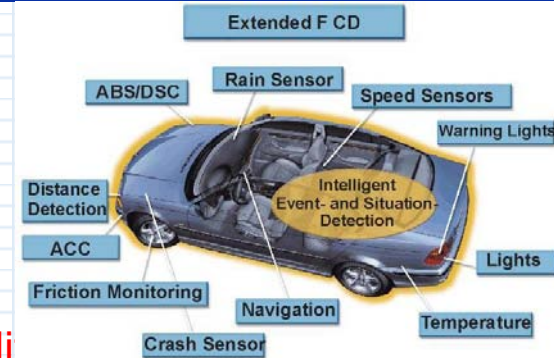 Extended F CD
Rain Sensor
ABS/DSC
Speed Sensors
Warning Lights
Distance
Detection
Intelligent
Event- and Situation-
Detection
ACC
Lights
Friction Monitoring
Navigation
Temperature
Crash Sensor